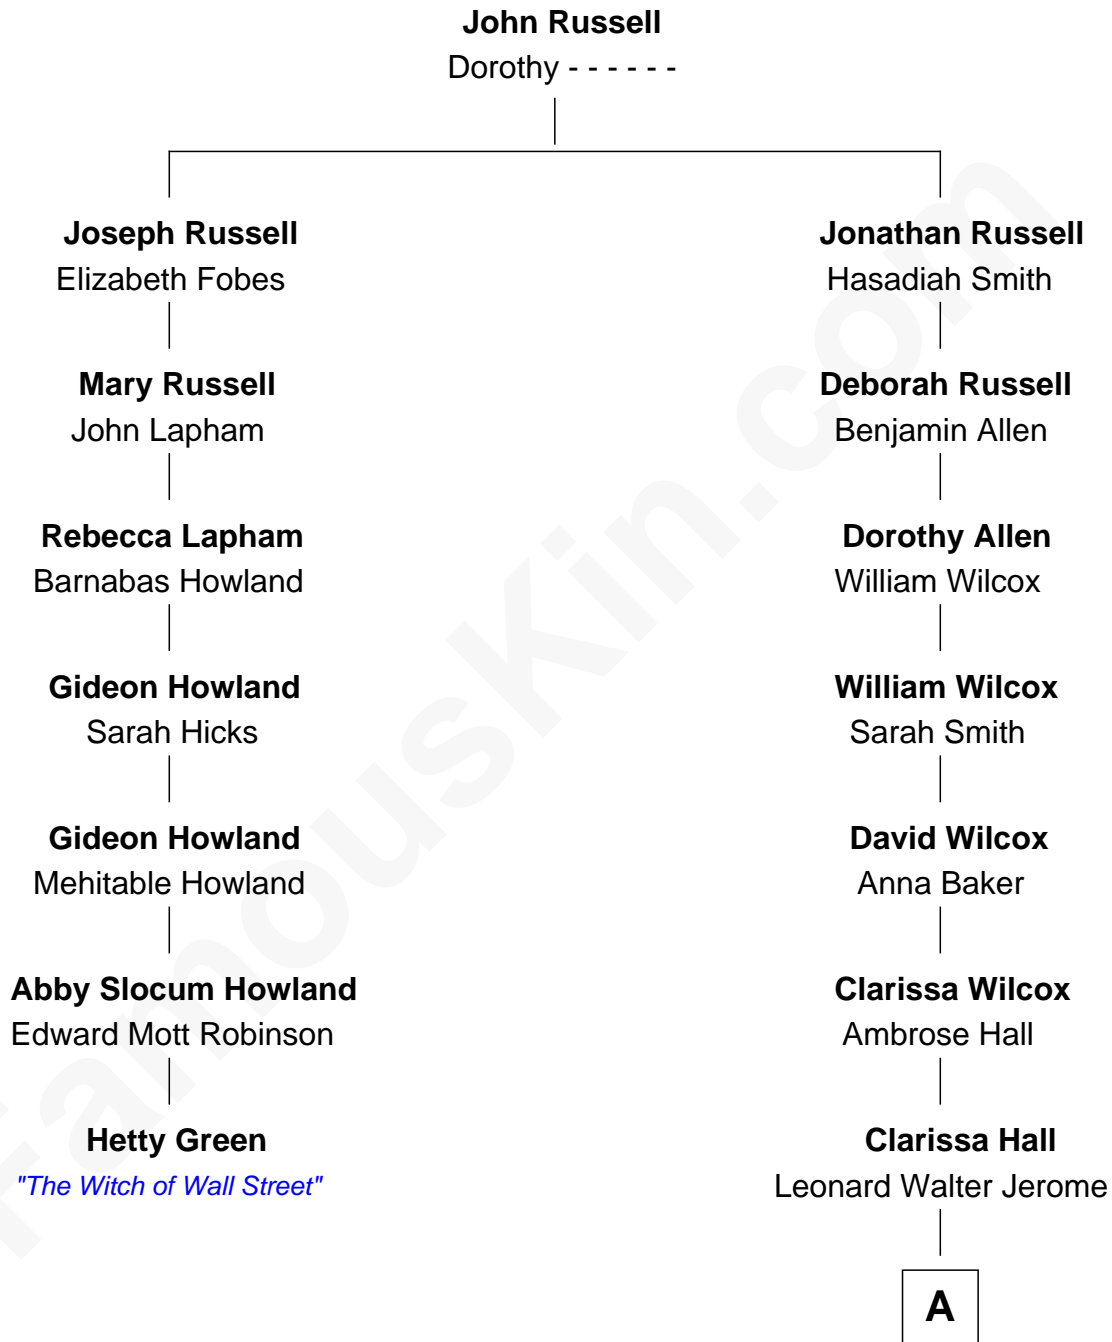 John Russell
Dorothy - - - - - -
Joseph Russell
Elizabeth Fobes
Mary Russell
John Lapham
Rebecca Lapham
Barnabas Howland
Gideon Howland
Sarah Hicks
Gideon Howland
Mehitable Howland
Abby Slocum Howland
Edward Mott Robinson
Hetty Green
"The Witch of Wall Street"
Jonathan Russell
Hasadiah Smith
Deborah Russell
Benjamin Allen
Dorothy Allen
William Wilcox
William Wilcox
Sarah Smith
David Wilcox
Anna Baker
Clarissa Wilcox
Ambrose Hall
Clarissa Hall
Leonard Walter Jerome
A
FamousKin.com